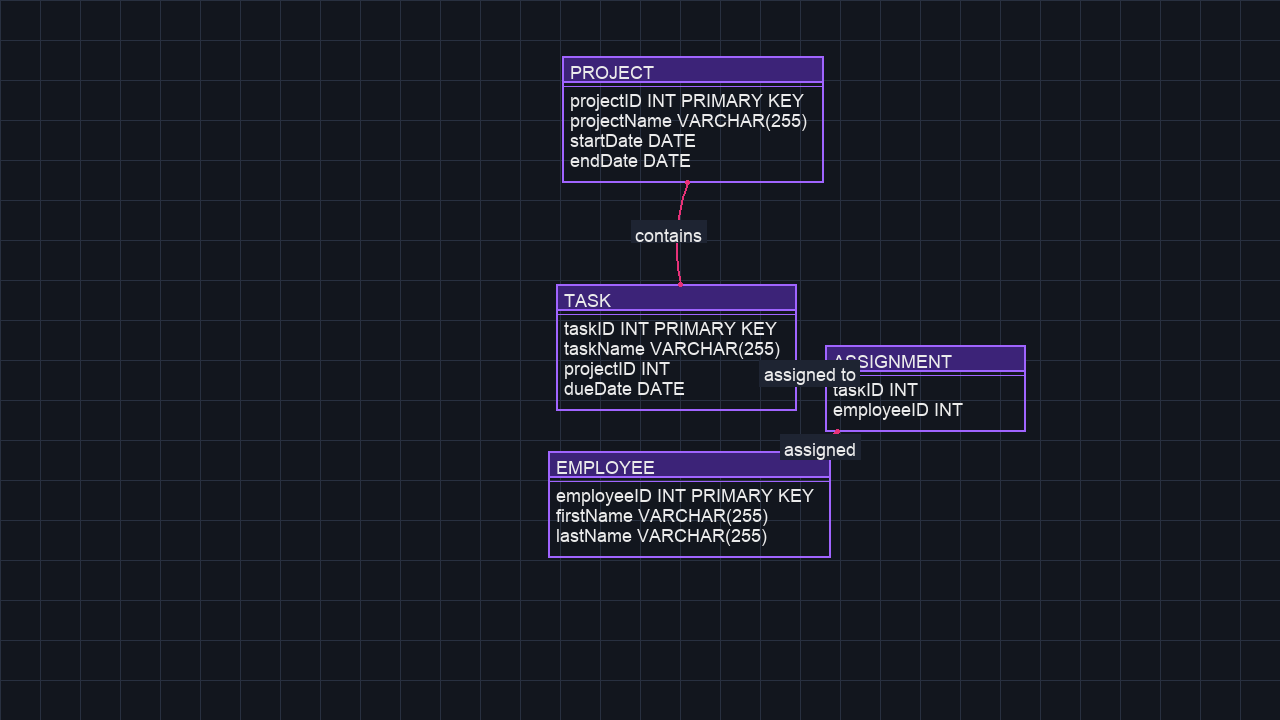 PROJECT
projectID INT PRIMARY KEY
projectName VARCHAR(255)
startDate DATE
endDate DATE
contains
TASK
taskID INT PRIMARY KEY
taskName VARCHAR(255)
projectID INT
dueDate DATE
assigned to
ASSIGNMENT
taskID INT
employeeID INT
assigned
EMPLOYEE
employeeID INT PRIMARY KEY
firstName VARCHAR(255)
lastName VARCHAR(255)